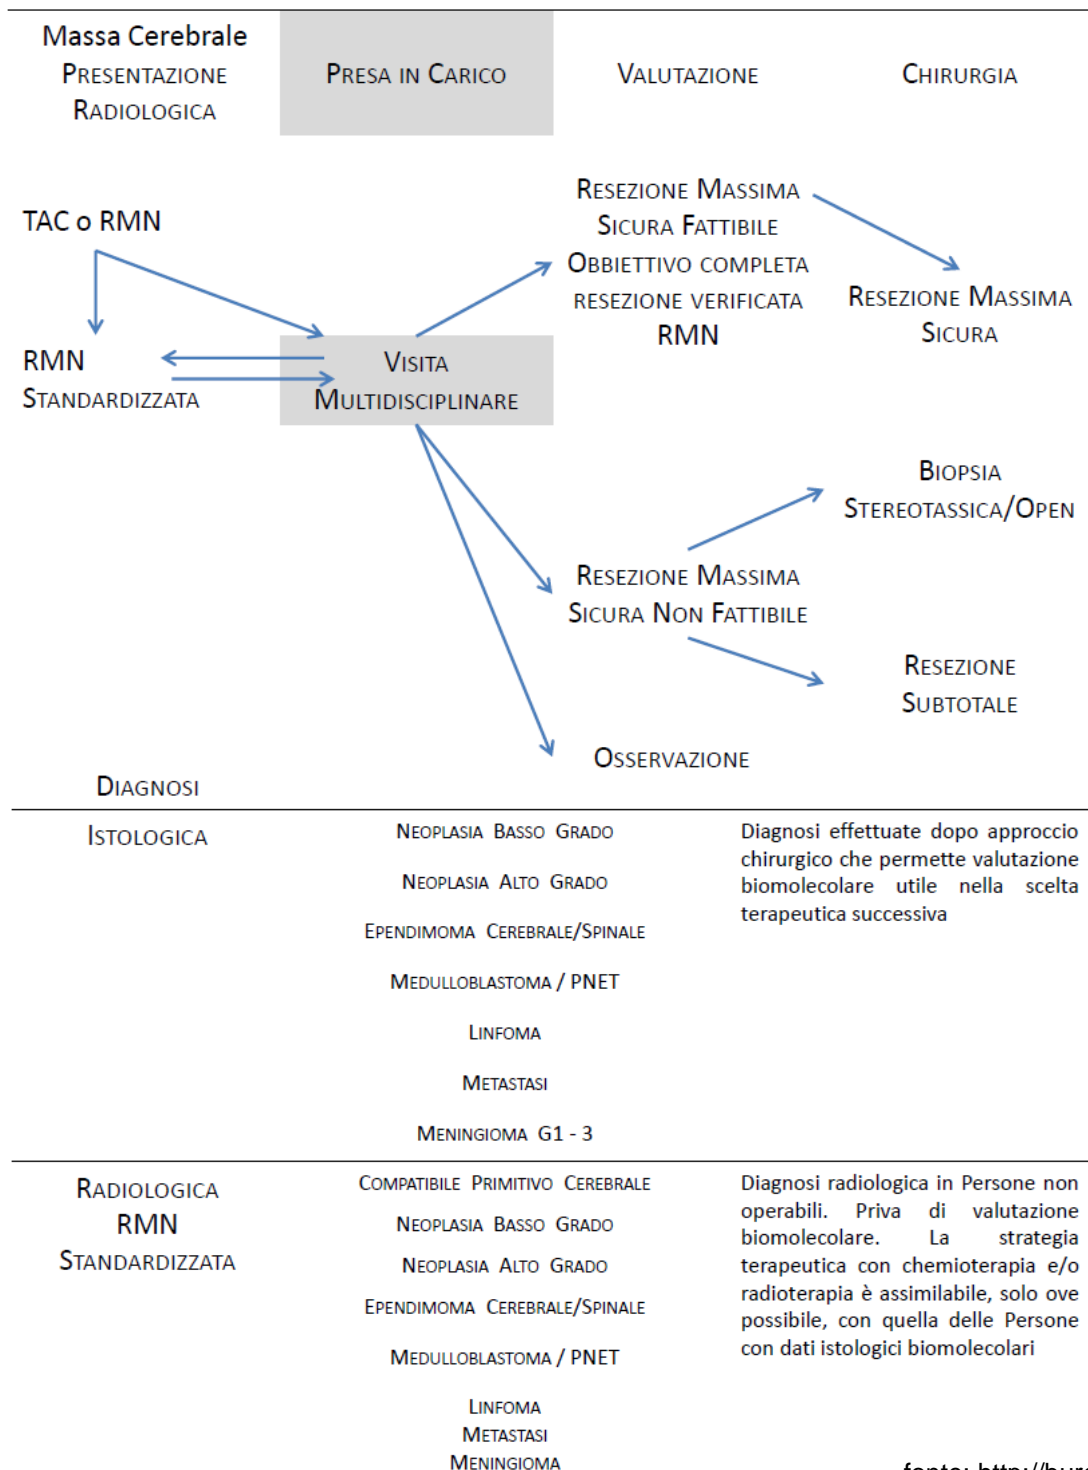 Massa Cerebrale
Presentazione
Radiologica
Presa in Carico
Valutazione
Chirurgia
TAC o RMN
RMN
Standardizzata
Visita
Multidisciplinare
Resezione Massima
Sicura Fattibile
Obbiettivo completa
resezione verificata
RMN
Resezione Massima
Sicura
Biopsia
Stereotassica/Open
Resezione Massima
Sicura Non Fattibile
Resezione
Subtotale
Osservazione
Diagnosi
Istologica
Neoplasia Basso Grado
Neoplasia Alto Grado
Ependimoma Cerebrale/Spinale
Medulloblastoma / PNET
Linfoma
Metastasi
Meningioma G1 - 3
Diagnosi effettuate dopo approccio
chirurgico che permette valutazione
biomolecolare utile nella scelta
terapeutica successiva
Radiologica
RMN
Standardizzata
Compatibile Primitivo Cerebrale
Neoplasia Basso Grado
Neoplasia Alto Grado
Ependimoma Cerebrale/Spinale
Medulloblastoma / PNET
Linfoma
Metastasi
Meningioma
Diagnosi radiologica in Persone non
operabili. Priva di valutazione
biomolecolare. La strategia
terapeutica con chemioterapia e/o
radioterapia è assimilabile, solo ove
possibile, con quella delle Persone
con dati istologici biomolecolari